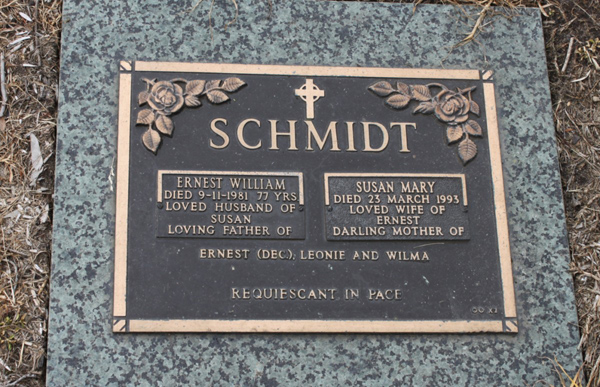 SCHMIDT
ERNEST WILLIAM
DIED 9-11-1981 77 YRS
LOVED HUSBAND OF
SUSAN
LOVING FATHER OF
SUSAN MARY
DIED 23 MARCH 1993
LOVED WIFE OF
ERNEST
DARLING MOTHER OF
ERNEST (DEC.), LEONIE AND WILMA
REQUIESCANT IN PACE